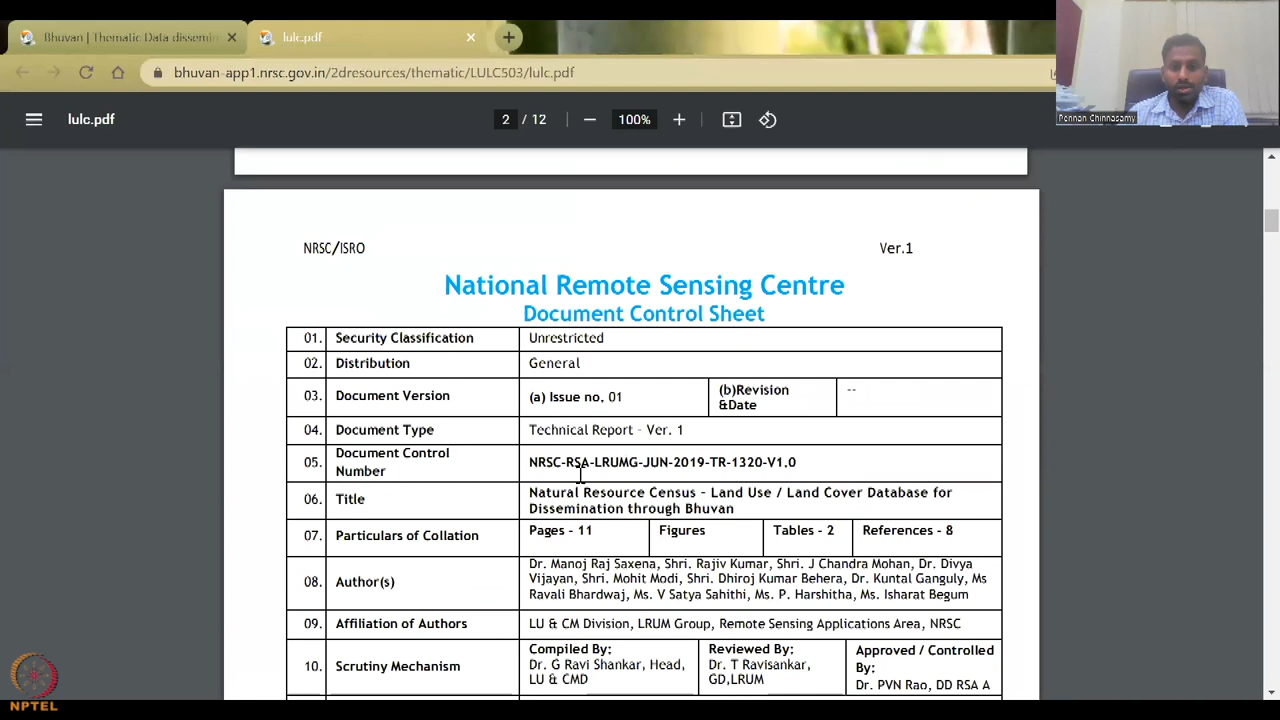 Bhuvan | Thematic Data dissemin
lulc.pdf
bhuvan-app1.nrsc.gov.in/2dresources/thematic/LULC503/lulc.pdf
lulc.pdf
2 / 12
100%
Pennan Chinnasamy
NRSC/ISRO Ver.1
National Remote Sensing Centre
Document Control Sheet
01. Security Classification Unrestricted
02. Distribution General
03. Document Version (a) Issue no. 01 (b)Revision
&Date --
04. Document Type Technical Report - Ver. 1
05. Document Control
Number NRSC-RSA-LRUMG-JUN-2019-TR-1320-V1.0
06. Title Natural Resource Census - Land Use / Land Cover Database for
Dissemination through Bhuvan
07. Particulars of Collation Pages - 11 Figures Tables - 2 References - 8
08. Author(s) Dr. Manoj Raj Saxena, Shri. Rajiv Kumar, Shri. J Chandra Mohan, Dr. Divya
Vijayan, Shri. Mohit Modi, Shri. Dhiroj Kumar Behera, Dr. Kuntal Ganguly, Ms
Ravali Bhardwaj, Ms. V Satya Sahithi, Ms. P. Harshitha, Ms. Isharat Begum
09. Affiliation of Authors LU & CM Division, LRUM Group, Remote Sensing Applications Area, NRSC
10. Scrutiny Mechanism Compiled By:
Dr. G Ravi Shankar, Head,
LU & CMD
Reviewed By:
Dr. T Ravisankar,
GD,LRUM
Approved / Controlled
By:
Dr. PVN Rao, DD RSA A
NPTEL